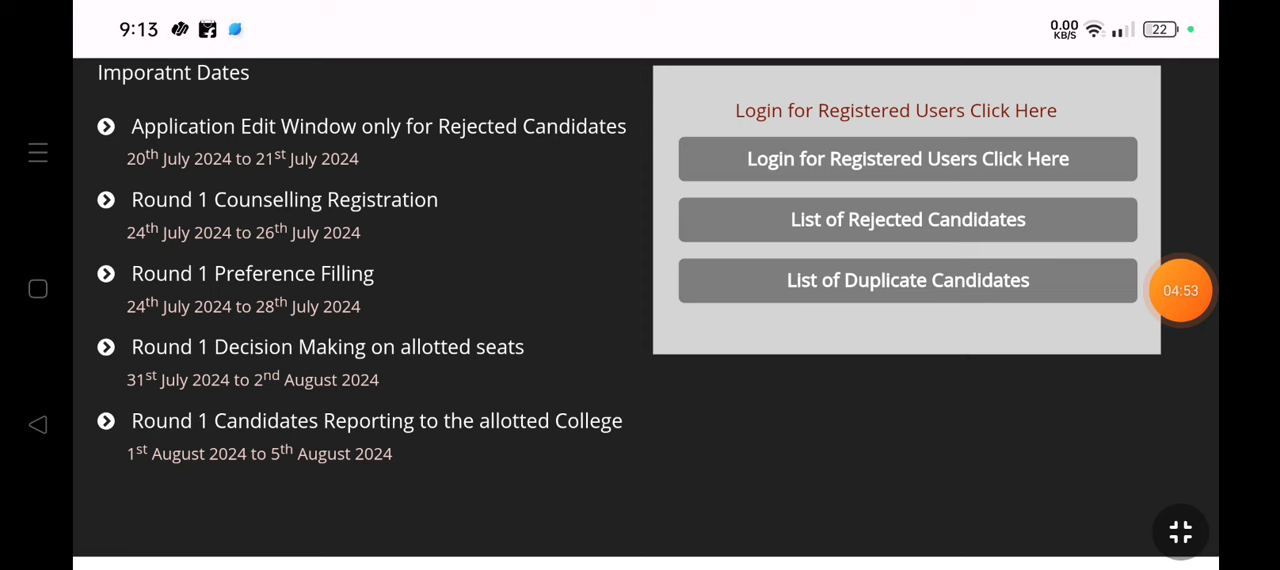 9:13
0.00
KB/S
22
Imporatnt Dates
Application Edit Window only for Rejected Candidates
20th July 2024 to 21st July 2024
Round 1 Counselling Registration
24th July 2024 to 26th July 2024
Round 1 Preference Filling
24th July 2024 to 28th July 2024
Round 1 Decision Making on allotted seats
31st July 2024 to 2nd August 2024
Round 1 Candidates Reporting to the allotted College
1st August 2024 to 5th August 2024
Login for Registered Users Click Here
Login for Registered Users Click Here
List of Rejected Candidates
List of Duplicate Candidates
04:53